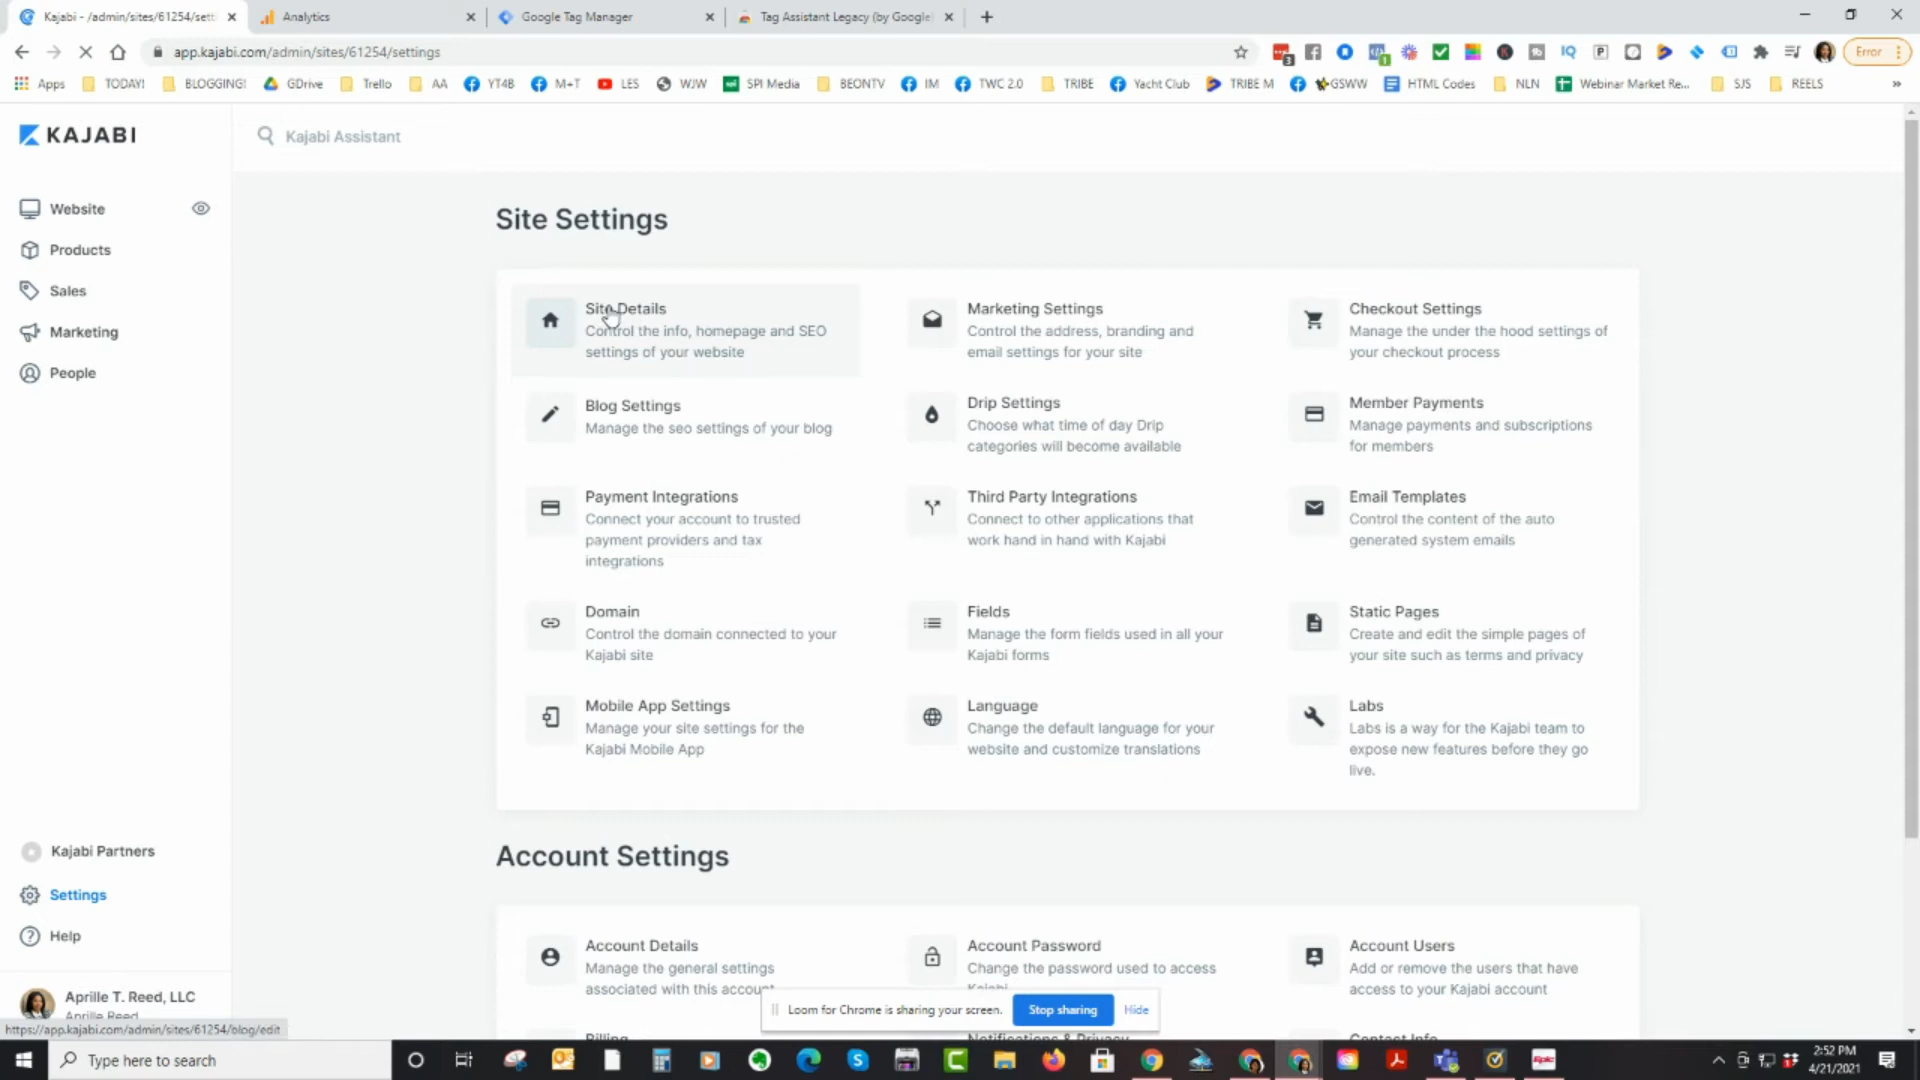 Kajabi - /admin/sites/61254/sett
Analytics
Google Tag Manager
Tag Assistant Legacy (by Google
app.kajabi.com/admin/sites/61254/settings
Error
Apps
TODAY!
BLOGGING!
GDrive
Trello
AA
YT4B
M+T
LES
WJW
SPI Media
BEONTV
IM
TWC 2.0
TRIBE
Yacht Club
TRIBE M
GSWW
HTML Codes
NLN
Webinar Market Re...
SJS
REELS
KAJABI
Kajabi Assistant
Website
Products
Sales
Marketing
People
Site Settings
Site Details
Control the info, homepage and SEO
settings of your website
Marketing Settings
Control the address, branding and
email settings for your site
Checkout Settings
Manage the under the hood settings of
your checkout process
Blog Settings
Manage the seo settings of your blog
Drip Settings
Choose what time of day Drip
categories will become available
Member Payments
Manage payments and subscriptions
for members
Payment Integrations
Connect your account to trusted
payment providers and tax
integrations
Third Party Integrations
Connect to other applications that
work hand in hand with Kajabi
Email Templates
Control the content of the auto
generated system emails
Domain
Control the domain connected to your
Kajabi site
Fields
Manage the form fields used in all your
Kajabi forms
Static Pages
Create and edit the simple pages of
your site such as terms and privacy
Mobile App Settings
Manage your site settings for the
Kajabi Mobile App
Language
Change the default language for your
website and customize translations
Labs
Labs is a way for the Kajabi team to
expose new features before they go
live.
Kajabi Partners
Settings
Help
Aprille T. Reed, LLC
Aprille Reed
Account Settings
Account Details
Manage the general settings
associated with this account
Account Password
Change the password used to access
Kajabi
Account Users
Add or remove the users that have
access to your Kajabi account
Billing
Notifications & Privacy
Contact Info
Loom for Chrome is sharing your screen.
Stop sharing
Hide
https://app.kajabi.com/admin/sites/61254/blog/edit
Type here to search
Epic
2:52 PM
4/21/2021